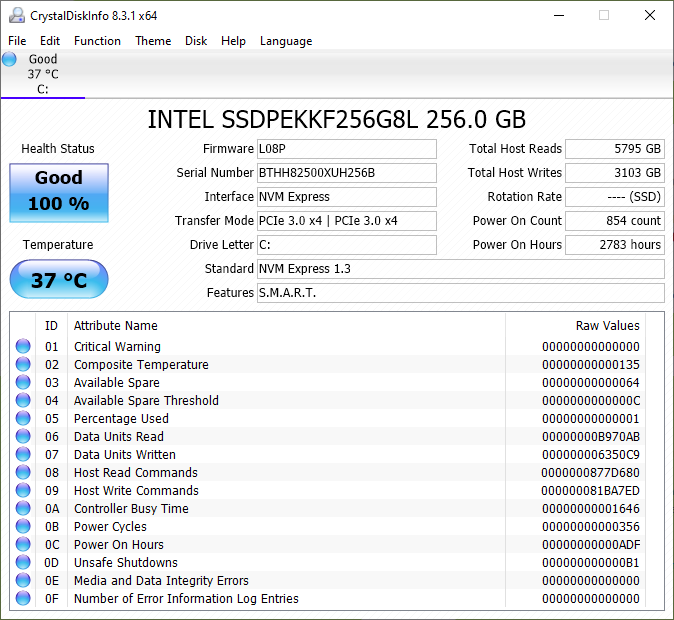 CrystalDiskInfo 8.3.1 x64
File Edit Function Theme Disk Help Language
Good
37 °C
C:
INTEL SSDPEKKF256G8L 256.0 GB
Health Status
Good
100 %
Temperature
37 °C
Firmware L08P
Serial Number BTHH82500XUH256B
Interface NVM Express
Transfer Mode PCIe 3.0 x4 | PCIe 3.0 x4
Drive Letter C:
Standard NVM Express 1.3
Features S.M.A.R.T.
Total Host Reads 5795 GB
Total Host Writes 3103 GB
Rotation Rate ---- (SSD)
Power On Count 854 count
Power On Hours 2783 hours
ID Attribute Name Raw Values
01 Critical Warning 00000000000000
02 Composite Temperature 00000000000135
03 Available Spare 00000000000064
04 Available Spare Threshold 0000000000000C
05 Percentage Used 00000000000001
06 Data Units Read 00000000B970AB
07 Data Units Written 000000006350C9
08 Host Read Commands 0000000877D680
09 Host Write Commands 000000081BA7ED
0A Controller Busy Time 00000000001646
0B Power Cycles 00000000000356
0C Power On Hours 00000000000ADF
0D Unsafe Shutdowns 000000000000B1
0E Media and Data Integrity Errors 00000000000000
0F Number of Error Information Log Entries 00000000000000